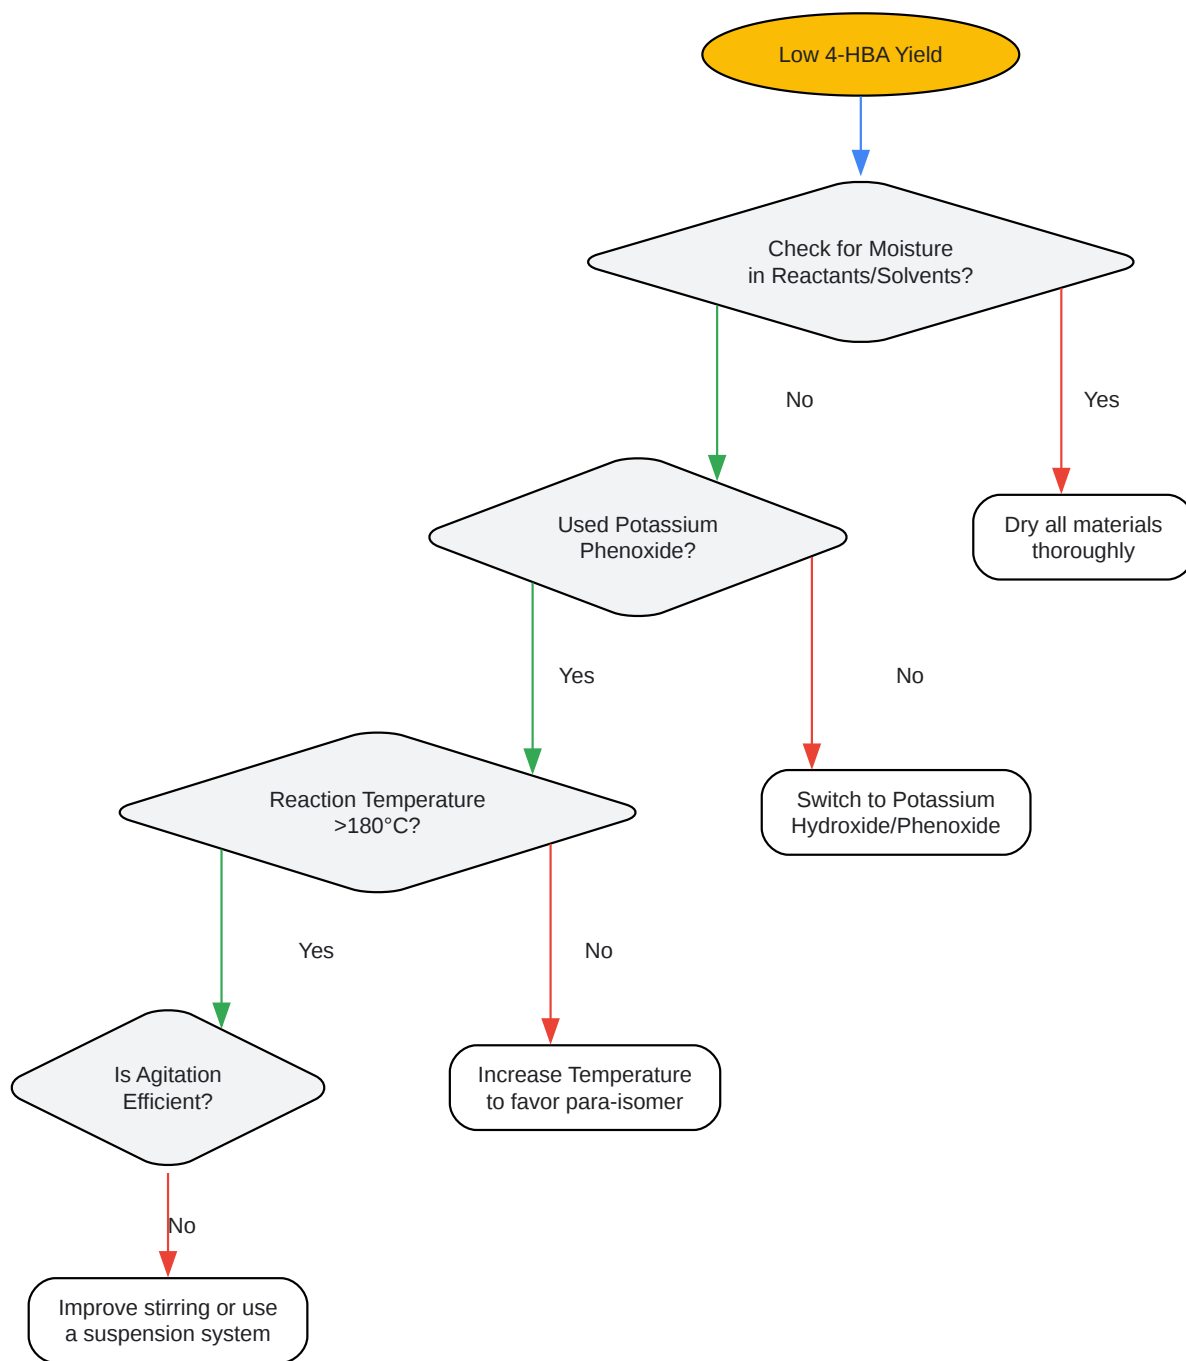 Low 4-HBA Yield
Check for Moisture
in Reactants/Solvents?
No
Yes
Used Potassium
Phenoxide?
Dry all materials
thoroughly
Yes
No
Reaction Temperature
>180°C?
Switch to Potassium
Hydroxide/Phenoxide
Yes
No
Is Agitation
Efficient?
Increase Temperature
to favor para-isomer
No
Improve stirring or use
a suspension system